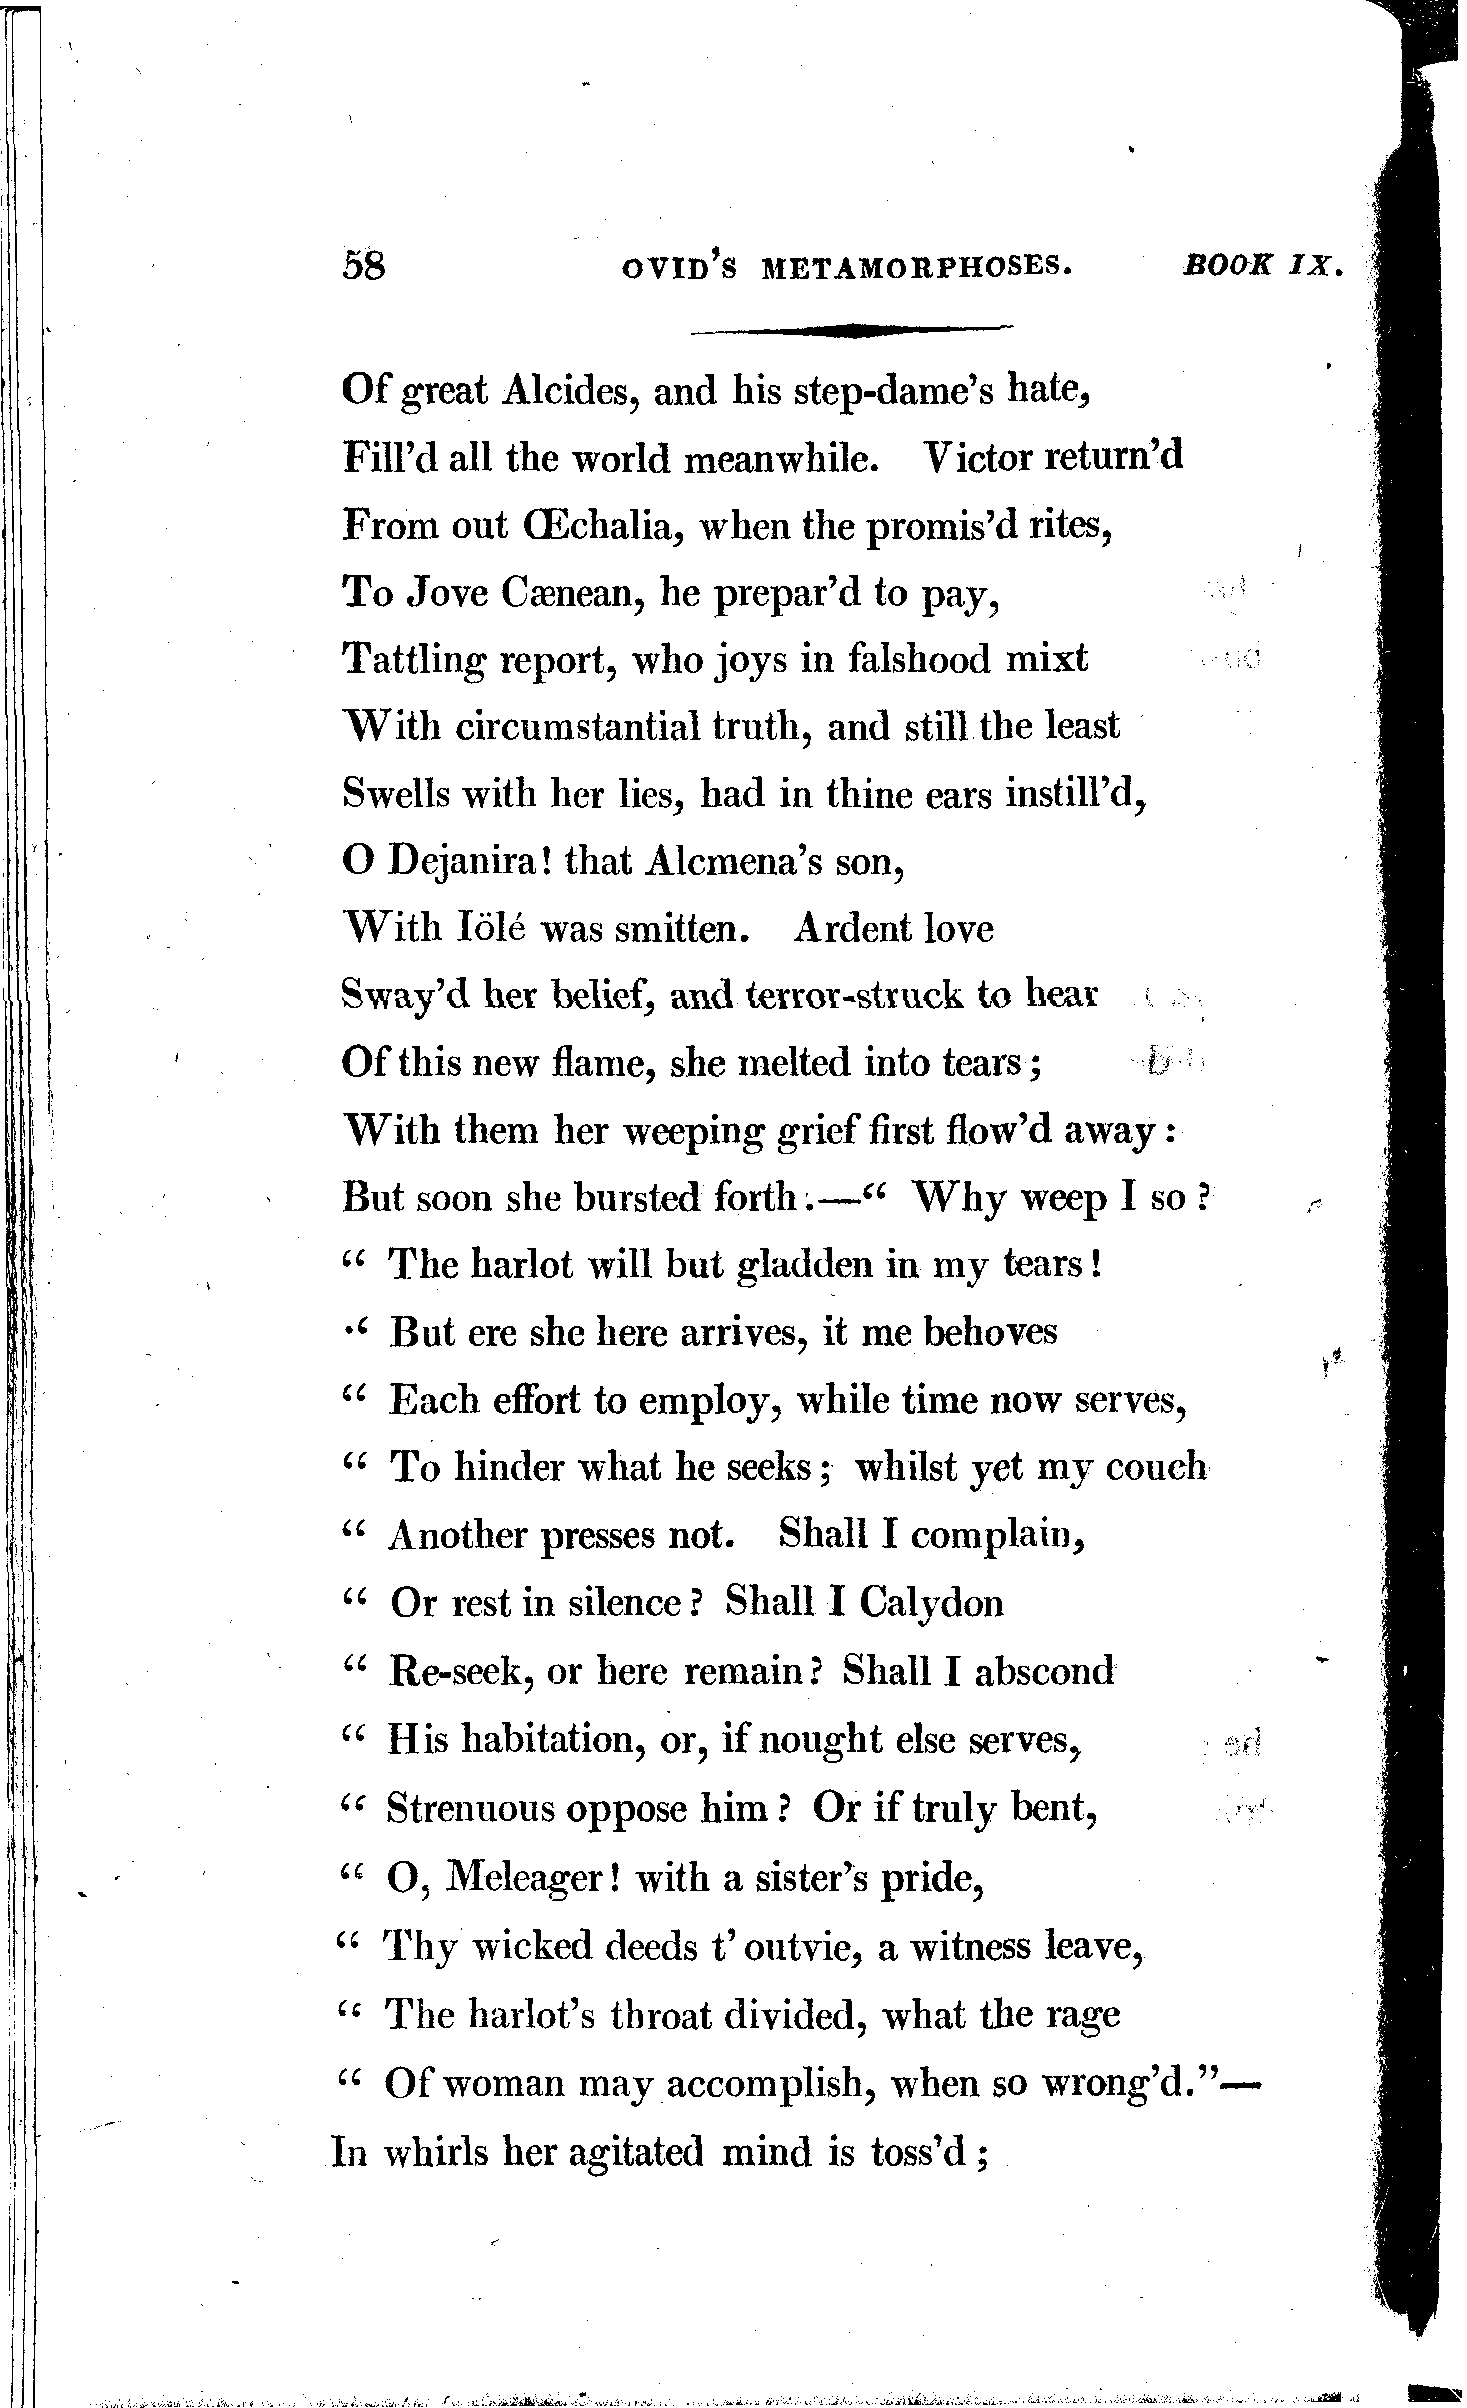 58 OVID'S METAMORPHOSES. BOOK IX.
Of great Alcides, and his step-dame's hate,
Fill'd all the world meanwhile. Victor return'd
From out Œchalia, when the promis'd rites,
To Jove Cænean, he prepar'd to pay,
Tattling report, who joys in falshood mixt
With circumstantial truth, and still the least
Swells with her lies, had in thine ears instill'd,
O Dejanira! that Alcmena's son,
With Iölé was smitten. Ardent love
Sway'd her belief, and terror-struck to hear
Of this new flame, she melted into tears;
With them her weeping grief first flow'd away:
But soon she bursted forth:—“ Why weep I so?
“ The harlot will but gladden in my tears!
“ But ere she here arrives, it me behoves
“ Each effort to employ, while time now serves,
“ To hinder what he seeks; whilst yet my couch
“ Another presses not. Shall I complain,
“ Or rest in silence? Shall I Calydon
“ Re-seek, or here remain? Shall I abscond
“ His habitation, or, if nought else serves,
“ Strenuous oppose him? Or if truly bent,
“ O, Meleager! with a sister's pride,
“ Thy wicked deeds t' outvie, a witness leave,
“ The harlot's throat divided, what the rage
“ Of woman may accomplish, when so wrong'd.”—
In whirls her agitated mind is toss'd;